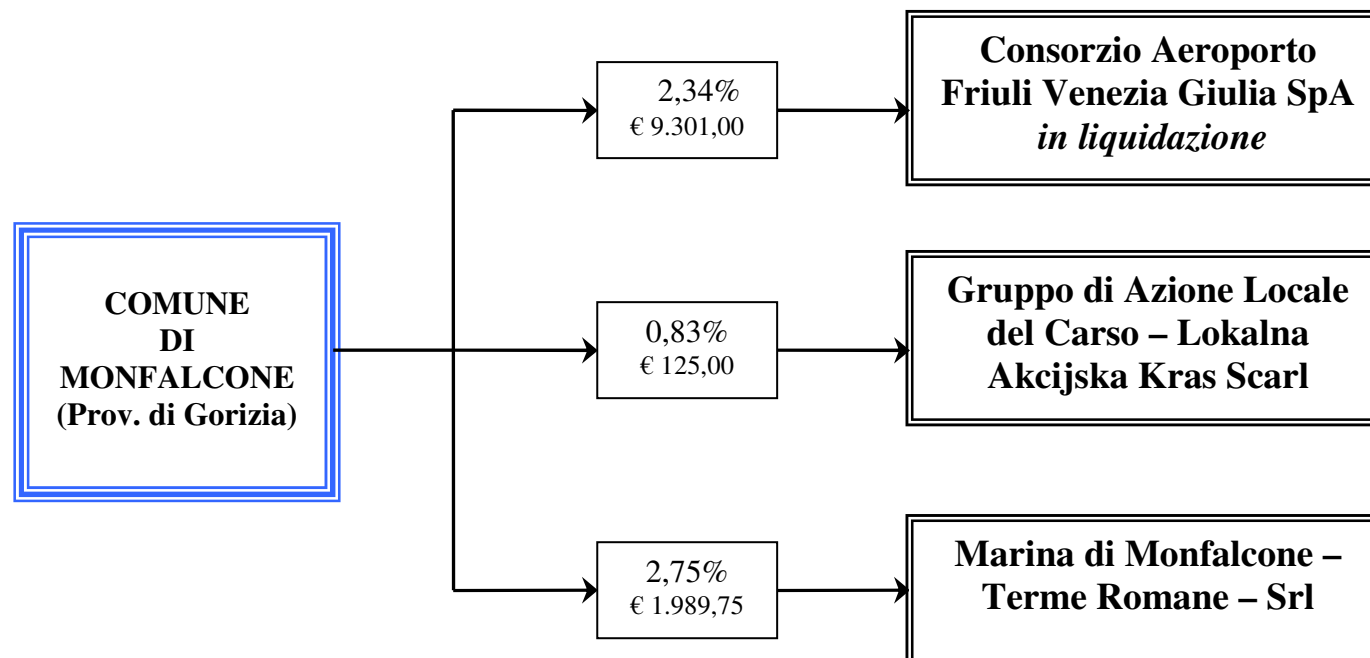 COMUNE
DI
MONFALCONE
(Prov. di Gorizia)
2,34%
€ 9.301,00
Consorzio Aeroporto
Friuli Venezia Giulia SpA
in liquidazione
0,83%
€ 125,00
Gruppo di Azione Locale
del Carso – Lokalna
Akcijska Kras Scarl
2,75%
€ 1.989,75
Marina di Monfalcone –
Terme Romane – Srl